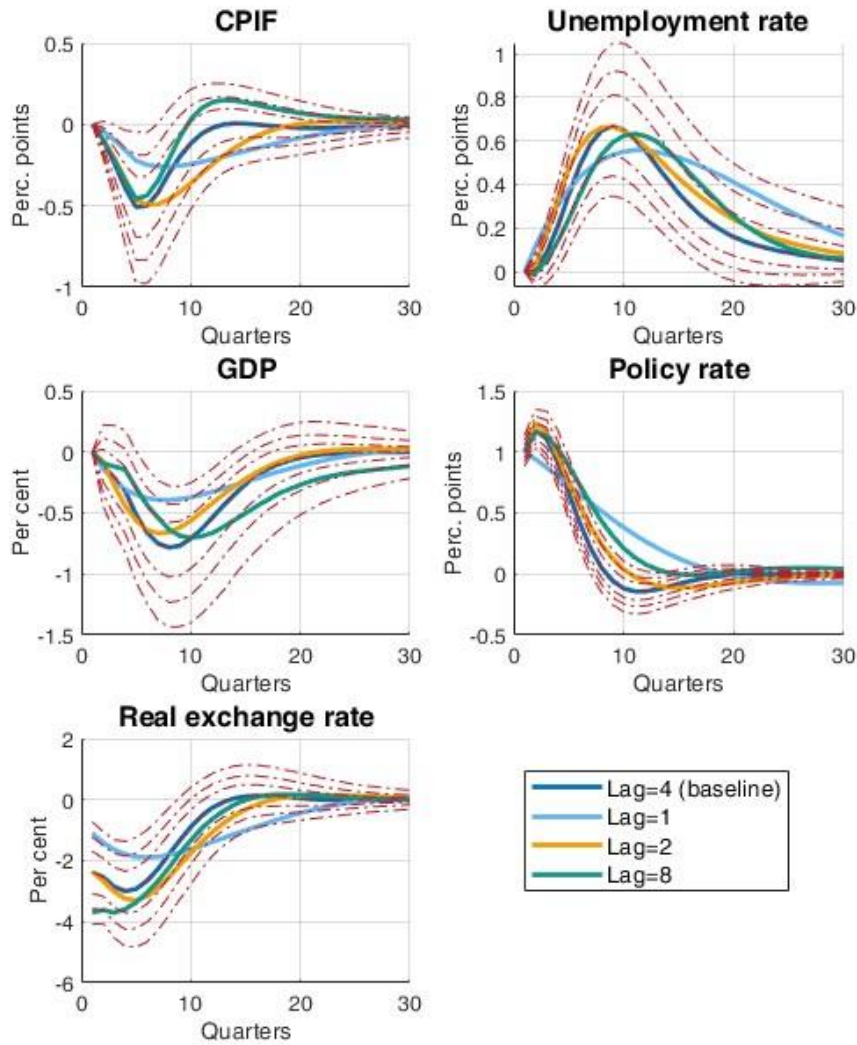 CPIF
0.5
0
-0.5
-1
Perc. points
0
10
20
30
Quarters
Unemployment rate
1
0.8
0.6
0.4
0.2
0
Perc. points
0
10
20
30
Quarters
GDP
0.5
0
-0.5
-1
-1.5
Per cent
0
10
20
30
Quarters
Policy rate
1.5
1
0.5
0
-0.5
Perc. points
0
10
20
30
Quarters
Real exchange rate
2
0
-2
-4
-6
Per cent
0
10
20
30
Quarters
Lag=4 (baseline)
Lag=1
Lag=2
Lag=8